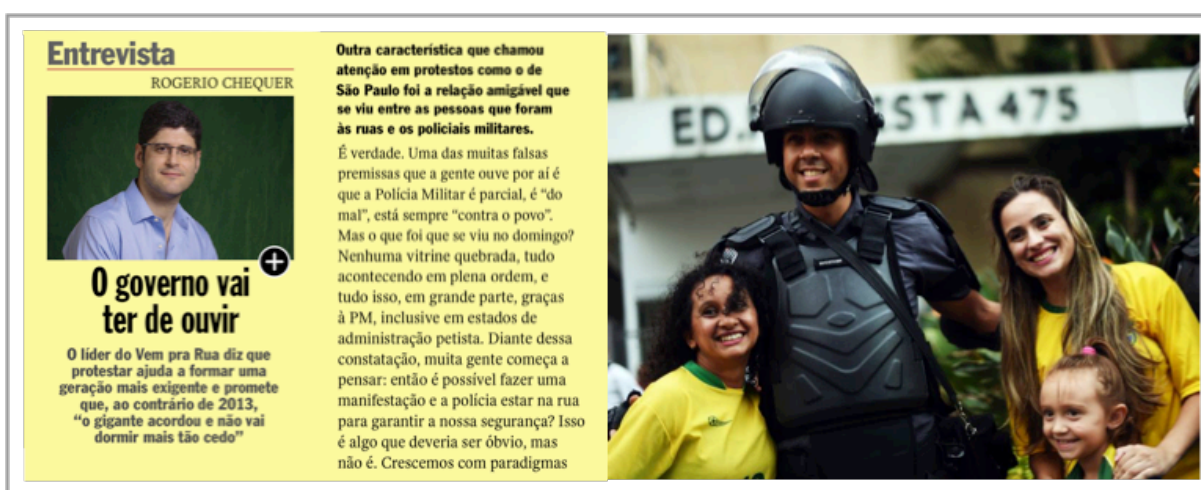 Entrevista
ROGERIO CHEQUER
O governo vai
ter de ouvir
O líder do Vem pra Rua diz que
protestar ajuda a formar uma
geração mais exigente e promete
que, ao contrário de 2013,
“o gigante acordou e não vai
dormir mais tão cedo”
Outra característica que chamou
atenção em protestos como o de
São Paulo foi a relação amigável que
se viu entre as pessoas que foram
às ruas e os policiais militares.
É verdade. Uma das muitas falsas
premissas que a gente ouve por aí é
que a Polícia Militar é parcial, é “do
mal”, está sempre “contra o povo”.
Mas o que foi que se viu no domingo?
Nenhuma vitrine quebrada, tudo
acontecendo em plena ordem, e
tudo isso, em grande parte, graças
à PM, inclusive em estados de
administração petista. Diante dessa
constatação, muita gente começa a
pensar: então é possível fazer uma
manifestação e a polícia estar na rua
para garantir a nossa segurança? Isso
é algo que deveria ser óbvio, mas
não é. Crescemos com paradigmas
ED. 475